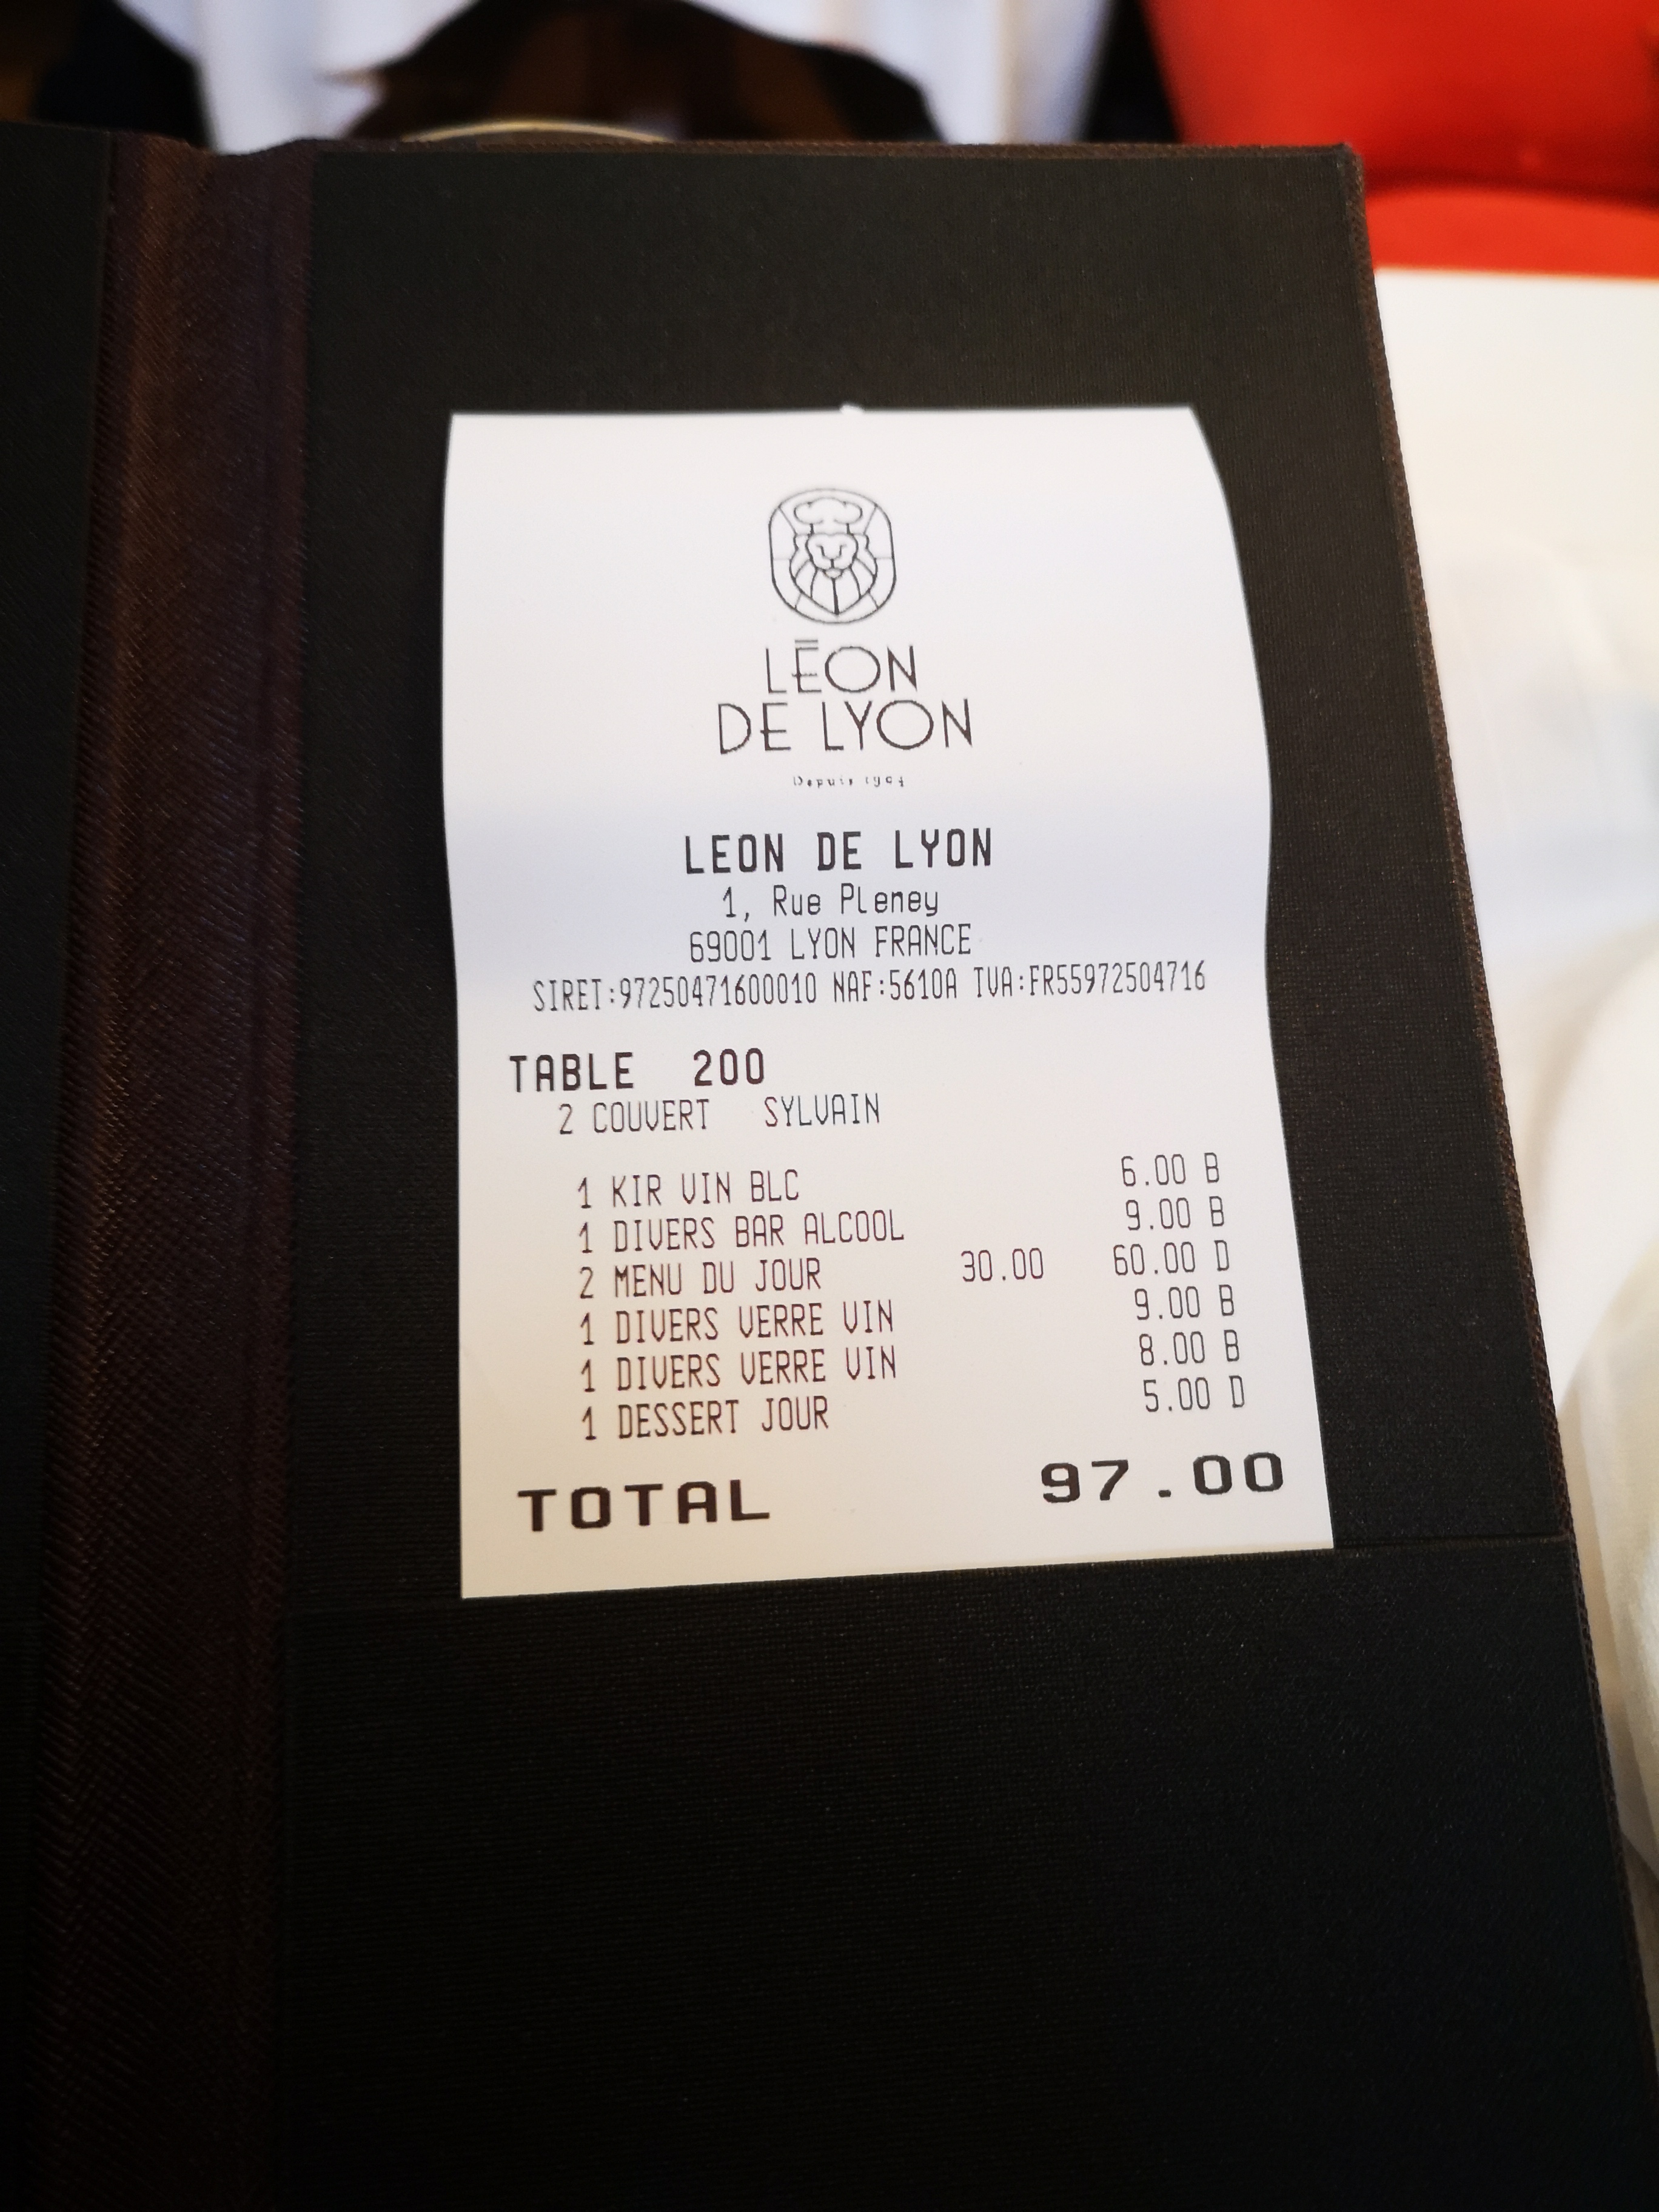 LĒON
DE LYON
Depuis 1904
LEON DE LYON
1, Rue Pleney
69001 LYON FRANCE
SIRET:97250471600010 NAF:5610A TVA:FR55972504716
TABLE 200
2 COUVERT SYLVAIN
1 KIR VIN BLC 6.00 B
1 DIVERS BAR ALCOOL 9.00 B
2 MENU DU JOUR 30.00 60.00 D
1 DIVERS VERRE VIN 9.00 B
1 DIVERS VERRE VIN 8.00 B
1 DESSERT JOUR 5.00 D
TOTAL 97.00